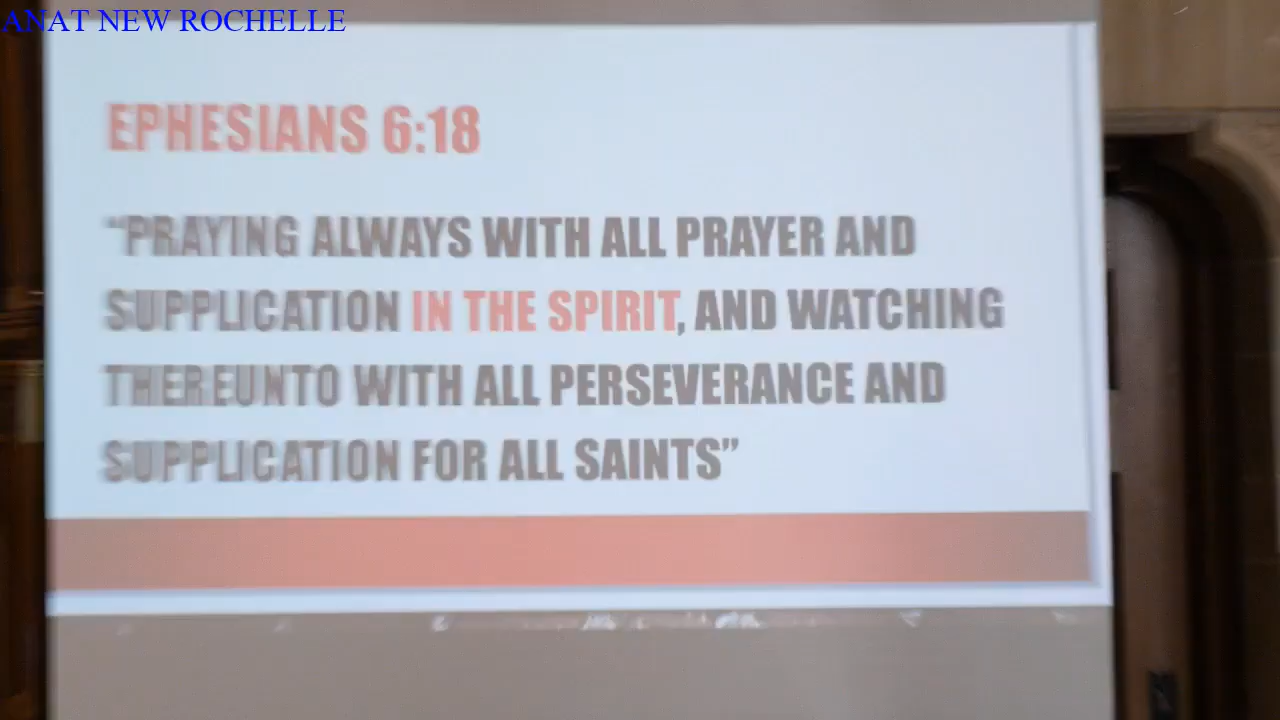 ANAT NEW ROCHELLE
EPHESIANS 6:18
“PRAYING ALWAYS WITH ALL PRAYER AND
SUPPLICATION IN THE SPIRIT, AND WATCHING
THEREUNTO WITH ALL PERSEVERANCE AND
SUPPLICATION FOR ALL SAINTS”